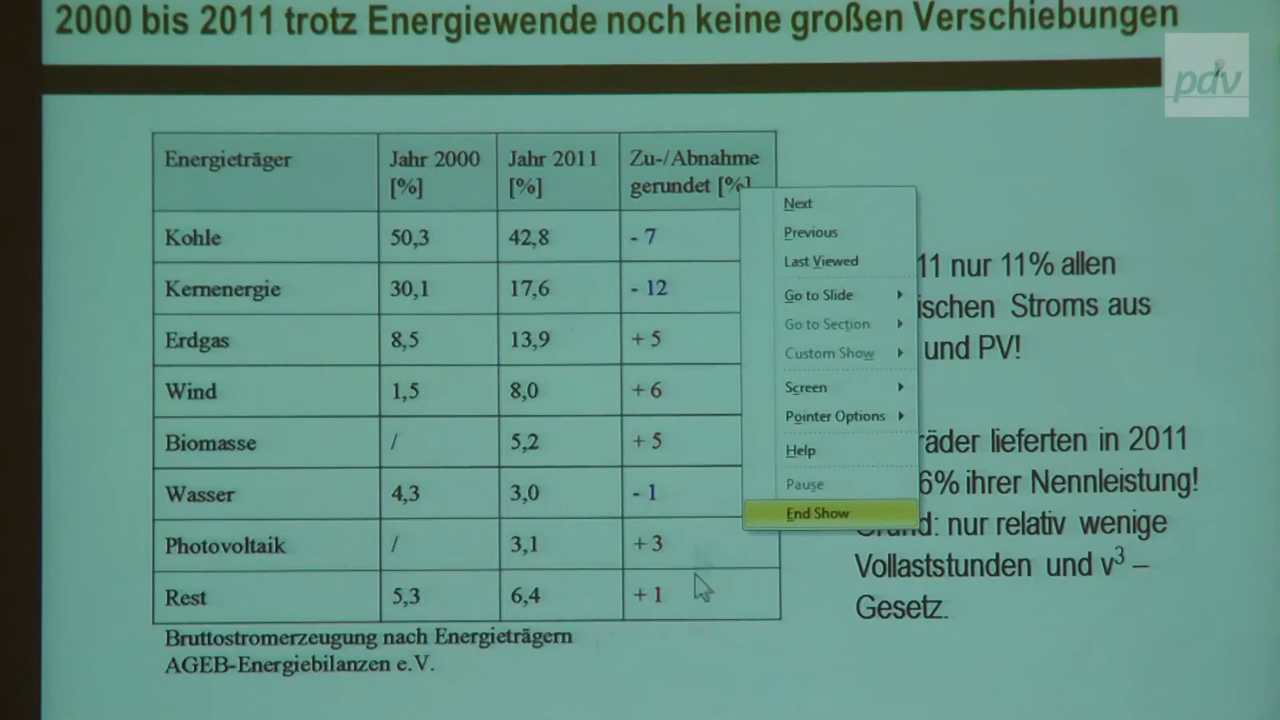 2000 bis 2011 trotz Energiewende noch keine großen Verschiebungen
pdv
Energieträger Jahr 2000 [%] Jahr 2011 [%] Zu-/Abnahme gerundet [%]
Kohle 50,3 42,8 - 7
Kernenergie 30,1 17,6 - 12
Erdgas 8,5 13,9 + 5
Wind 1,5 8,0 + 6
Biomasse / 5,2 + 5
Wasser 4,3 3,0 - 1
Photovoltaik / 3,1 + 3
Rest 5,3 6,4 + 1
Bruttostromerzeugung nach Energieträgern
AGEB-Energiebilanzen e.V.
Next
Previous
Last Viewed
Go to Slide
Go to Section
Custom Show
Screen
Pointer Options
Help
Pause
End Show
11 nur 11% allen
ischen Stroms aus
und PV!
räder lieferten in 2011
6% ihrer Nennleistung!
Grund: nur relativ wenige
Vollaststunden und v³ –
Gesetz.